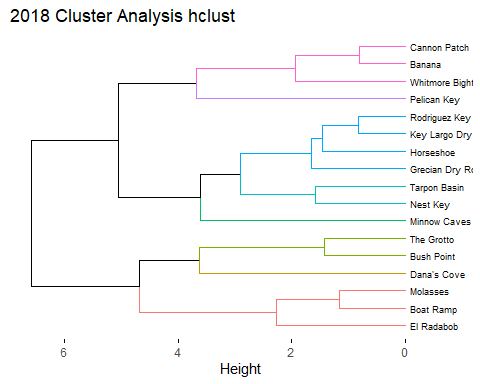 2018 Cluster Analysis hclust
Cannon Patch
Banana
Whitmore Bight
Pelican Key
Rodriguez Key
Key Largo Dry
Horseshoe
Grecian Dry Ro
Tarpon Basin
Nest Key
Minnow Caves
The Grotto
Bush Point
Dana's Cove
Molasses
Boat Ramp
El Radabob
6 4 2 0
Height